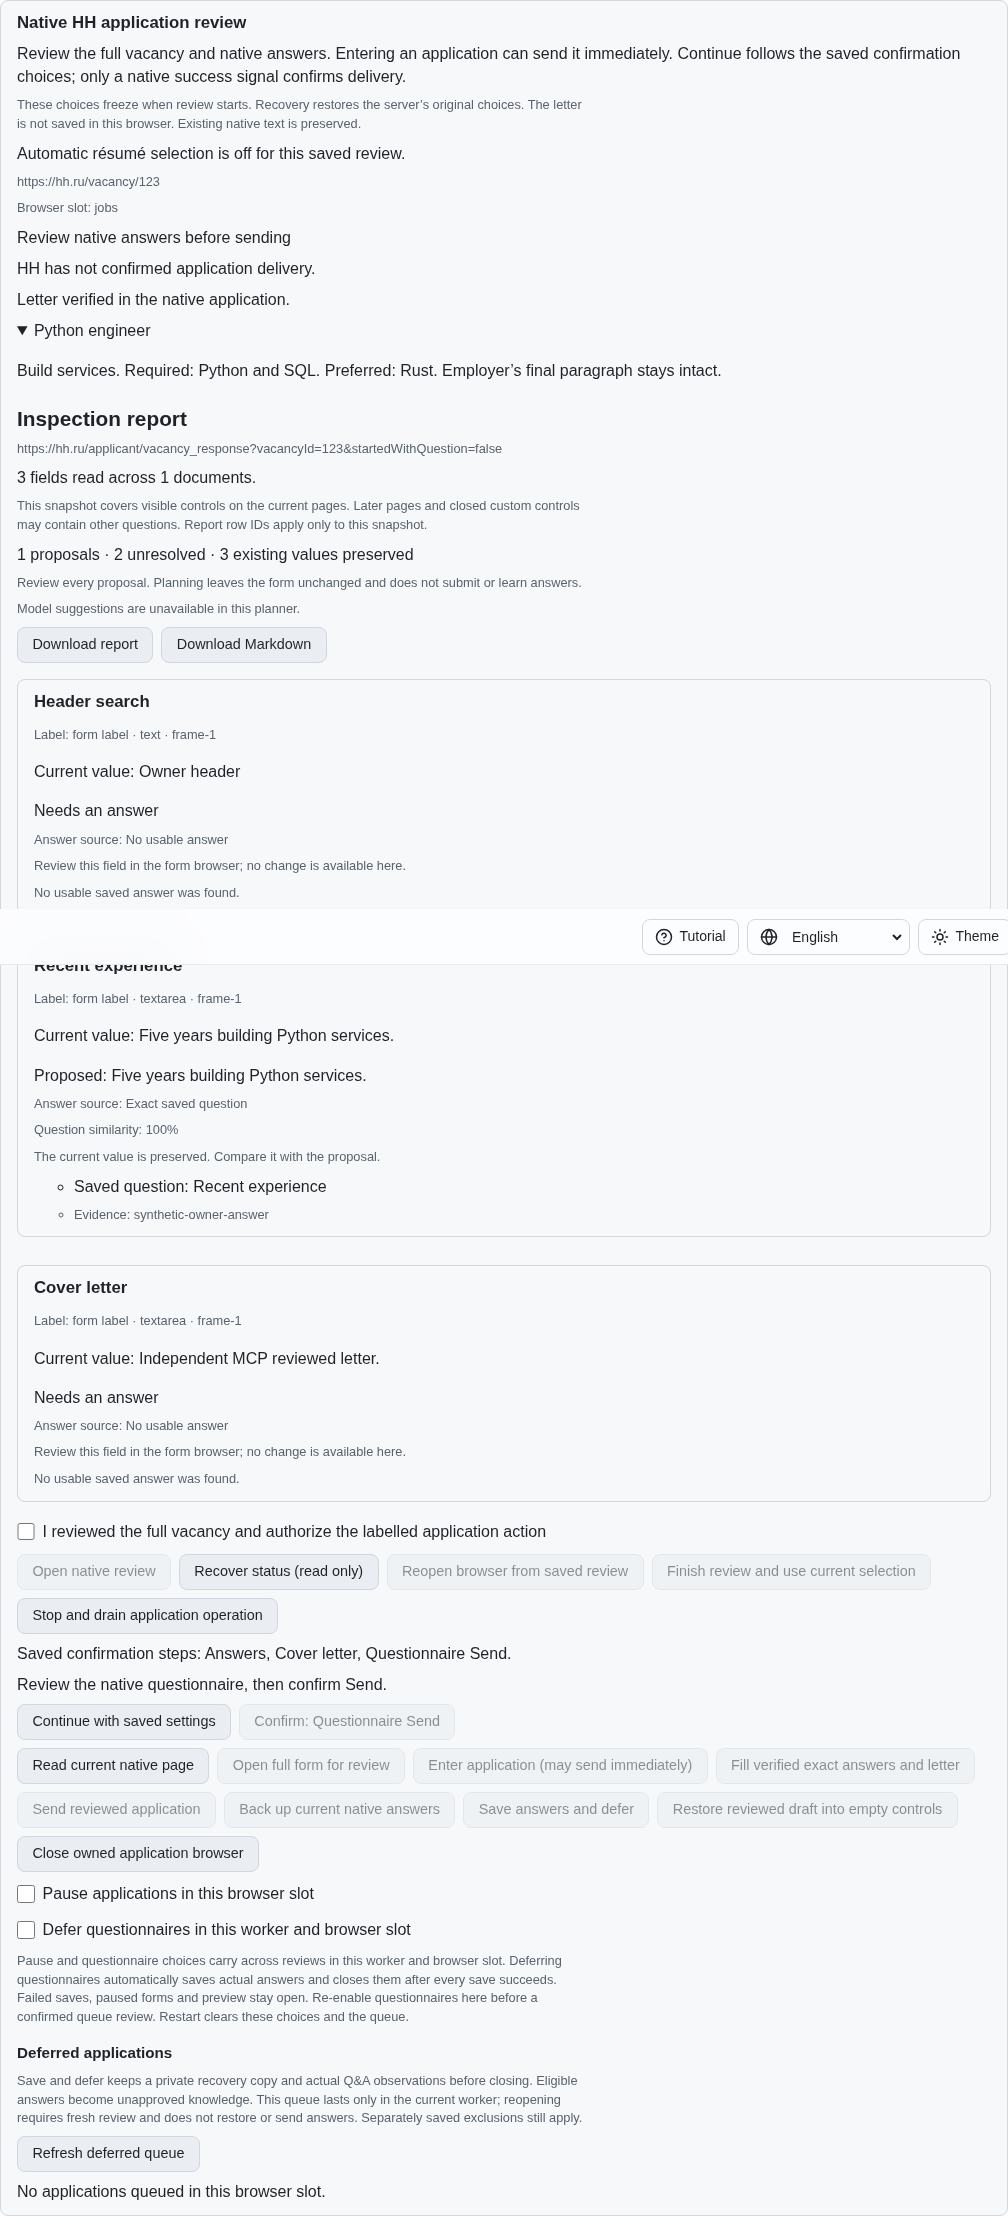 Native HH application review
Review the full vacancy and native answers. Entering an application can send it immediately. Continue follows the saved confirmation
choices; only a native success signal confirms delivery.
These choices freeze when review starts. Recovery restores the server’s original choices. The letter
is not saved in this browser. Existing native text is preserved.
Automatic résumé selection is off for this saved review.
https://hh.ru/vacancy/123
Browser slot: jobs
Review native answers before sending
HH has not confirmed application delivery.
Letter verified in the native application.
Python engineer
Build services. Required: Python and SQL. Preferred: Rust. Employer’s final paragraph stays intact.
Inspection report
https://hh.ru/applicant/vacancy_response?vacancyId=123&startedWithQuestion=false
3 fields read across 1 documents.
This snapshot covers visible controls on the current pages. Later pages and closed custom controls
may contain other questions. Report row IDs apply only to this snapshot.
1 proposals · 2 unresolved · 3 existing values preserved
Review every proposal. Planning leaves the form unchanged and does not submit or learn answers.
Model suggestions are unavailable in this planner.
Download report Download Markdown
Header search
Label: form label · text · frame-1
Current value: Owner header
Needs an answer
Answer source: No usable answer
Review this field in the form browser; no change is available here.
No usable saved answer was found.
Tutorial English Theme
Recent experience
Label: form label · textarea · frame-1
Current value: Five years building Python services.
Proposed: Five years building Python services.
Answer source: Exact saved question
Question similarity: 100%
The current value is preserved. Compare it with the proposal.
Saved question: Recent experience
Evidence: synthetic-owner-answer
Cover letter
Label: form label · textarea · frame-1
Current value: Independent MCP reviewed letter.
Needs an answer
Answer source: No usable answer
Review this field in the form browser; no change is available here.
No usable saved answer was found.
I reviewed the full vacancy and authorize the labelled application action
Open native review Recover status (read only) Reopen browser from saved review Finish review and use current selection
Stop and drain application operation
Saved confirmation steps: Answers, Cover letter, Questionnaire Send.
Review the native questionnaire, then confirm Send.
Continue with saved settings Confirm: Questionnaire Send
Read current native page Open full form for review Enter application (may send immediately) Fill verified exact answers and letter
Send reviewed application Back up current native answers Save answers and defer Restore reviewed draft into empty controls
Close owned application browser
Pause applications in this browser slot
Defer questionnaires in this worker and browser slot
Pause and questionnaire choices carry across reviews in this worker and browser slot. Deferring
questionnaires automatically saves actual answers and closes them after every save succeeds.
Failed saves, paused forms and preview stay open. Re-enable questionnaires here before a
confirmed queue review. Restart clears these choices and the queue.
Deferred applications
Save and defer keeps a private recovery copy and actual Q&A observations before closing. Eligible
answers become unapproved knowledge. This queue lasts only in the current worker; reopening
requires fresh review and does not restore or send answers. Separately saved exclusions still apply.
Refresh deferred queue
No applications queued in this browser slot.